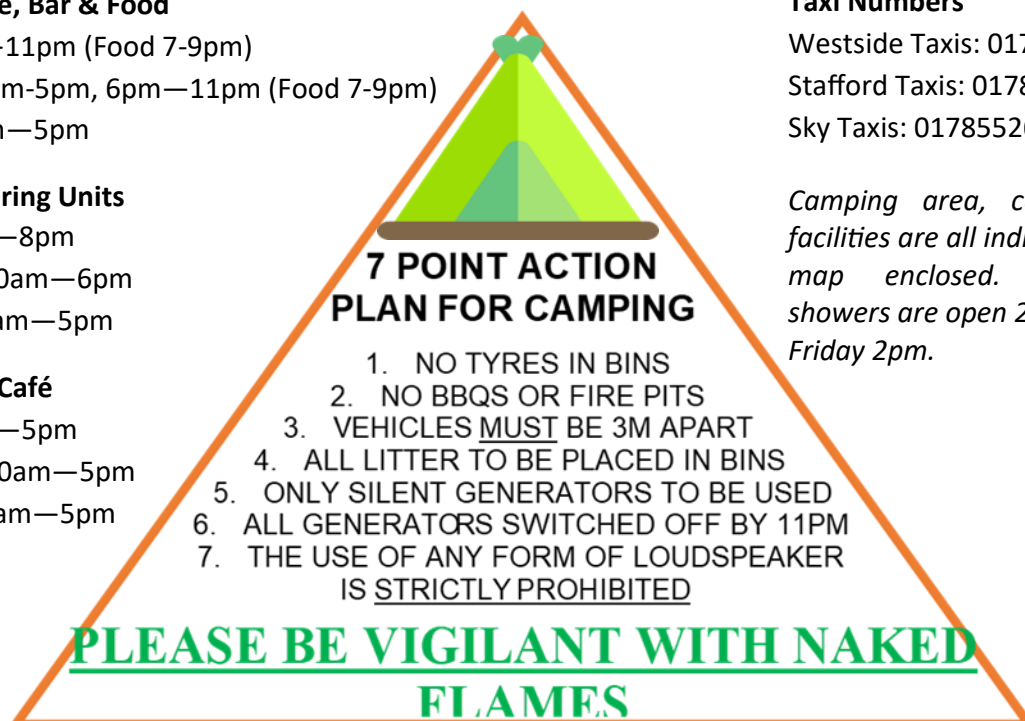 e, Bar & Food
-11pm (Food 7-9pm)
m-5pm, 6pm—11pm (Food 7-9pm)
—5pm
ring Units
—8pm
0am—6pm
am—5pm
Café
—5pm
0am—5pm
am—5pm
7 POINT ACTION
PLAN FOR CAMPING
1. NO TYRES IN BINS
2. NO BBQS OR FIRE PITS
3. VEHICLES MUST BE 3M APART
4. ALL LITTER TO BE PLACED IN BINS
5. ONLY SILENT GENERATORS TO BE USED
6. ALL GENERATORS SWITCHED OFF BY 11PM
7. THE USE OF ANY FORM OF LOUDSPEAKER
IS STRICTLY PROHIBITED
PLEASE BE VIGILANT WITH NAKED
FLAMES
Taxi Numbers
Westside Taxis: 017
Stafford Taxis: 0178
Sky Taxis: 01785526
Camping area, c
facilities are all indi
map enclosed.
showers are open 2
Friday 2pm.